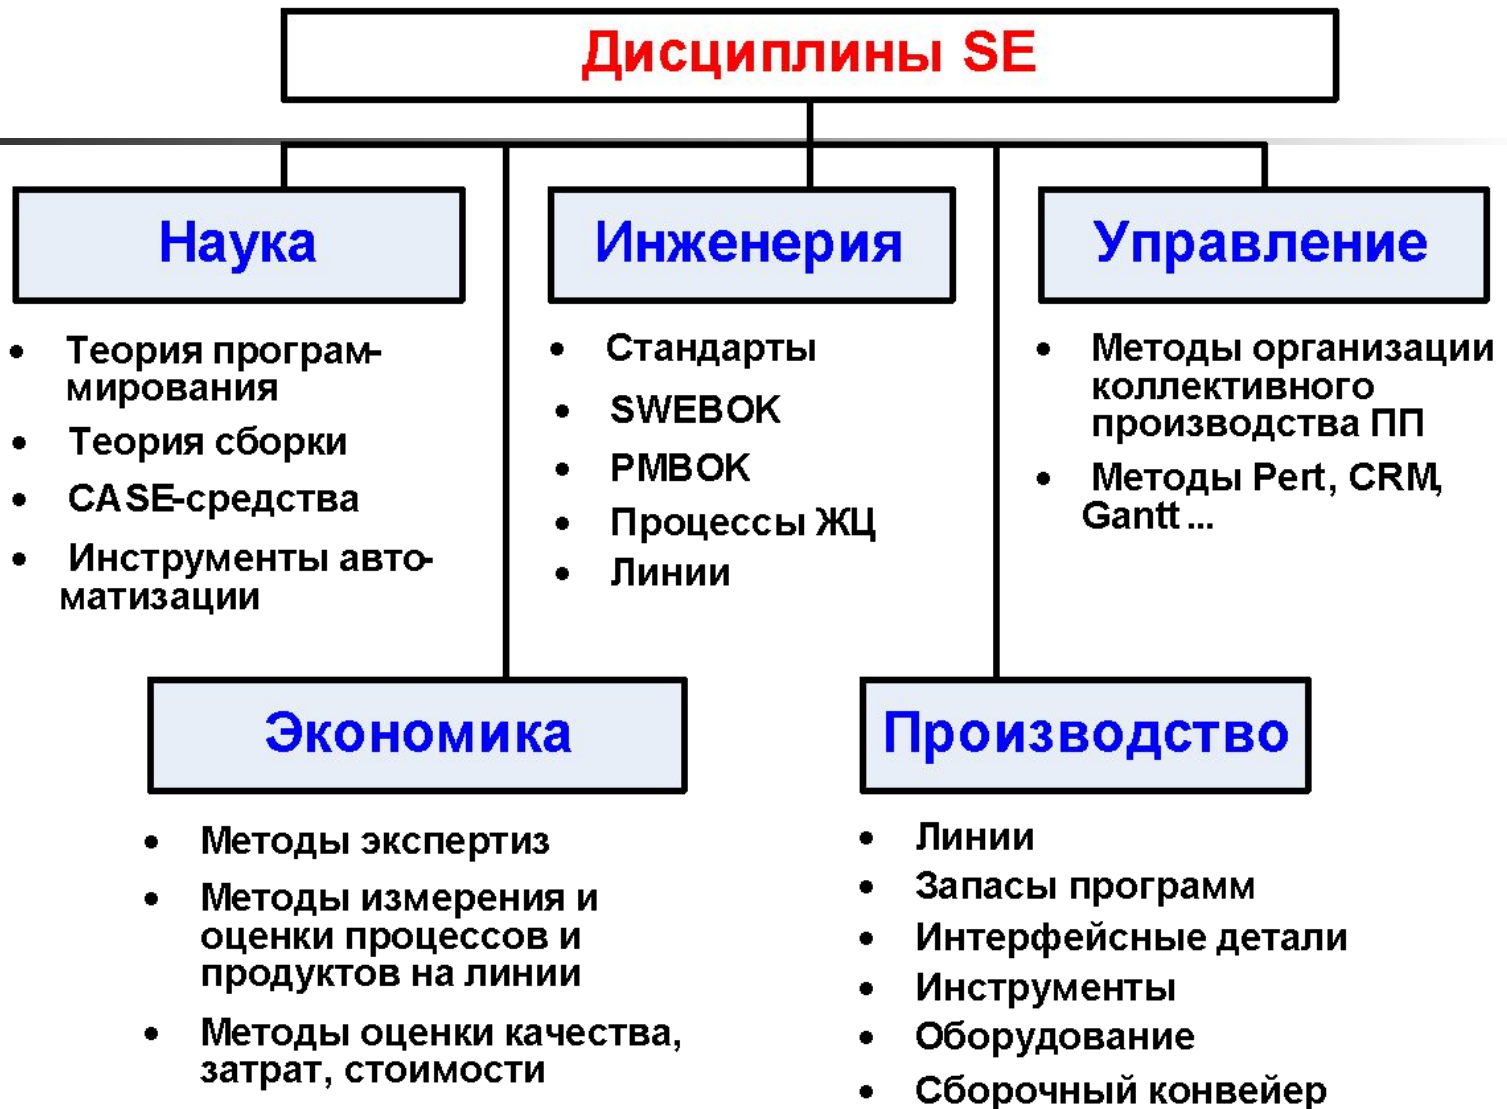 Дисциплины SE
Наука
• Теория програм-
мирования
• Теория сборки
• CASE-средства
• Инструменты авто-
матизации
Инженерия
• Стандарты
• SWEBOK
• PMBOK
• Процессы ЖЦ
• Линии
Управление
• Методы организации
коллективного
производства ПП
• Методы Pert, CRM,
Gantt ...
Экономика
• Методы экспертиз
• Методы измерения и
оценки процессов и
продуктов на линии
• Методы оценки качества,
затрат, стоимости
Производство
• Линии
• Запасы программ
• Интерфейсные детали
• Инструменты
• Оборудование
• Сборочный конвейер